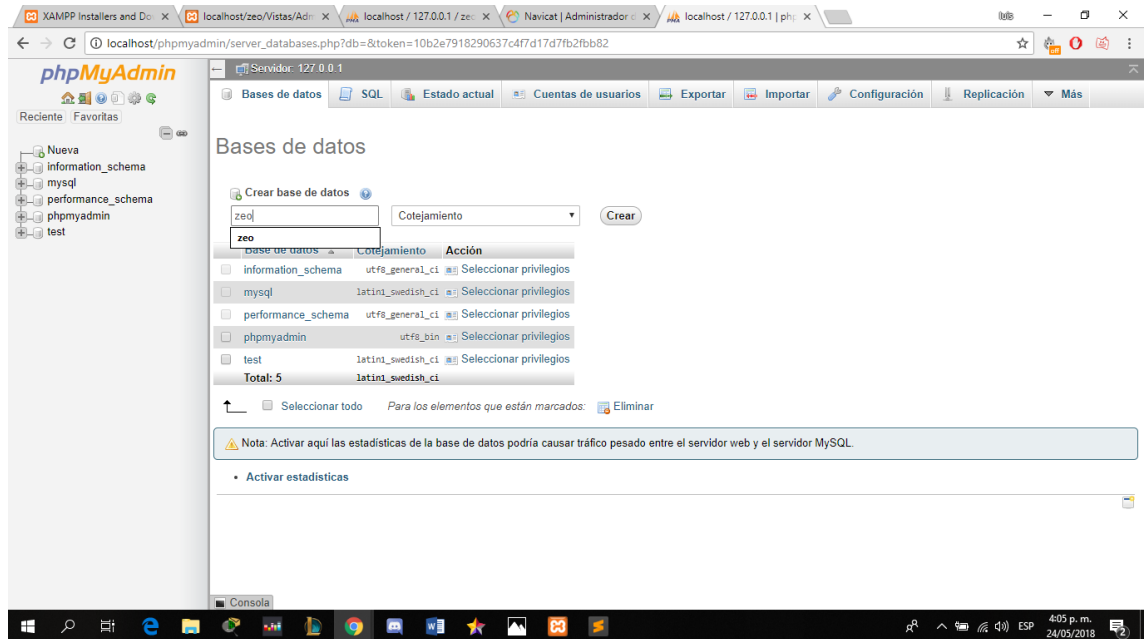 XAMPP Installers and Do
localhost/zeo/Vistas/Adm
localhost / 127.0.0.1 / zeo
Navicat | Administrador d
localhost / 127.0.0.1 | php
luis
localhost/phpmyadmin/server_databases.php?db=&token=10b2e7918290637c4f7d17d7fb2fbb82
phpMyAdmin
Reciente Favoritas
Nueva
information_schema
mysql
performance_schema
phpmyadmin
test
Servidor: 127.0.0.1
Bases de datos SQL Estado actual Cuentas de usuarios Exportar Importar Configuración Replicación Más
Bases de datos
Crear base de datos
zeo Cotejamiento Crear
zeo
Base de datos Cotejamiento Acción
information_schema utf8_general_ci Seleccionar privilegios
mysql latin1_swedish_ci Seleccionar privilegios
performance_schema utf8_general_ci Seleccionar privilegios
phpmyadmin utf8_bin Seleccionar privilegios
test latin1_swedish_ci Seleccionar privilegios
Total: 5 latin1_swedish_ci
Seleccionar todo Para los elementos que están marcados: Eliminar
Nota: Activar aquí las estadísticas de la base de datos podría causar tráfico pesado entre el servidor web y el servidor MySQL.
Activar estadísticas
Consola
ESP
4:05 p. m.
24/05/2018